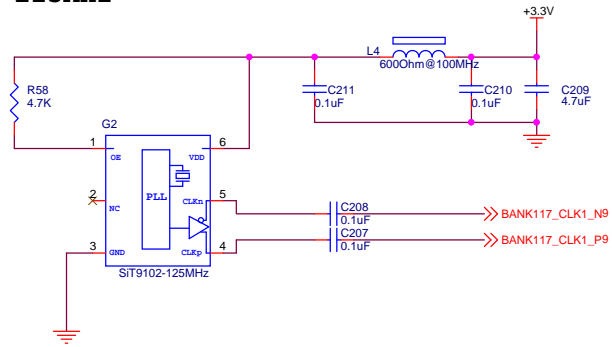 +3.3V
L4
600Ohm@100MHz
R58
4.7K
C211
0.1uF
C210
0.1uF
C209
4.7uF
G2
1
OE
VDD
6
2
NC
PLL
CLKn
5
3
GND
CLKp
4
SiT9102-125MHz
C208
0.1uF
BANK117_CLK1_N9
C207
0.1uF
BANK117_CLK1_P9